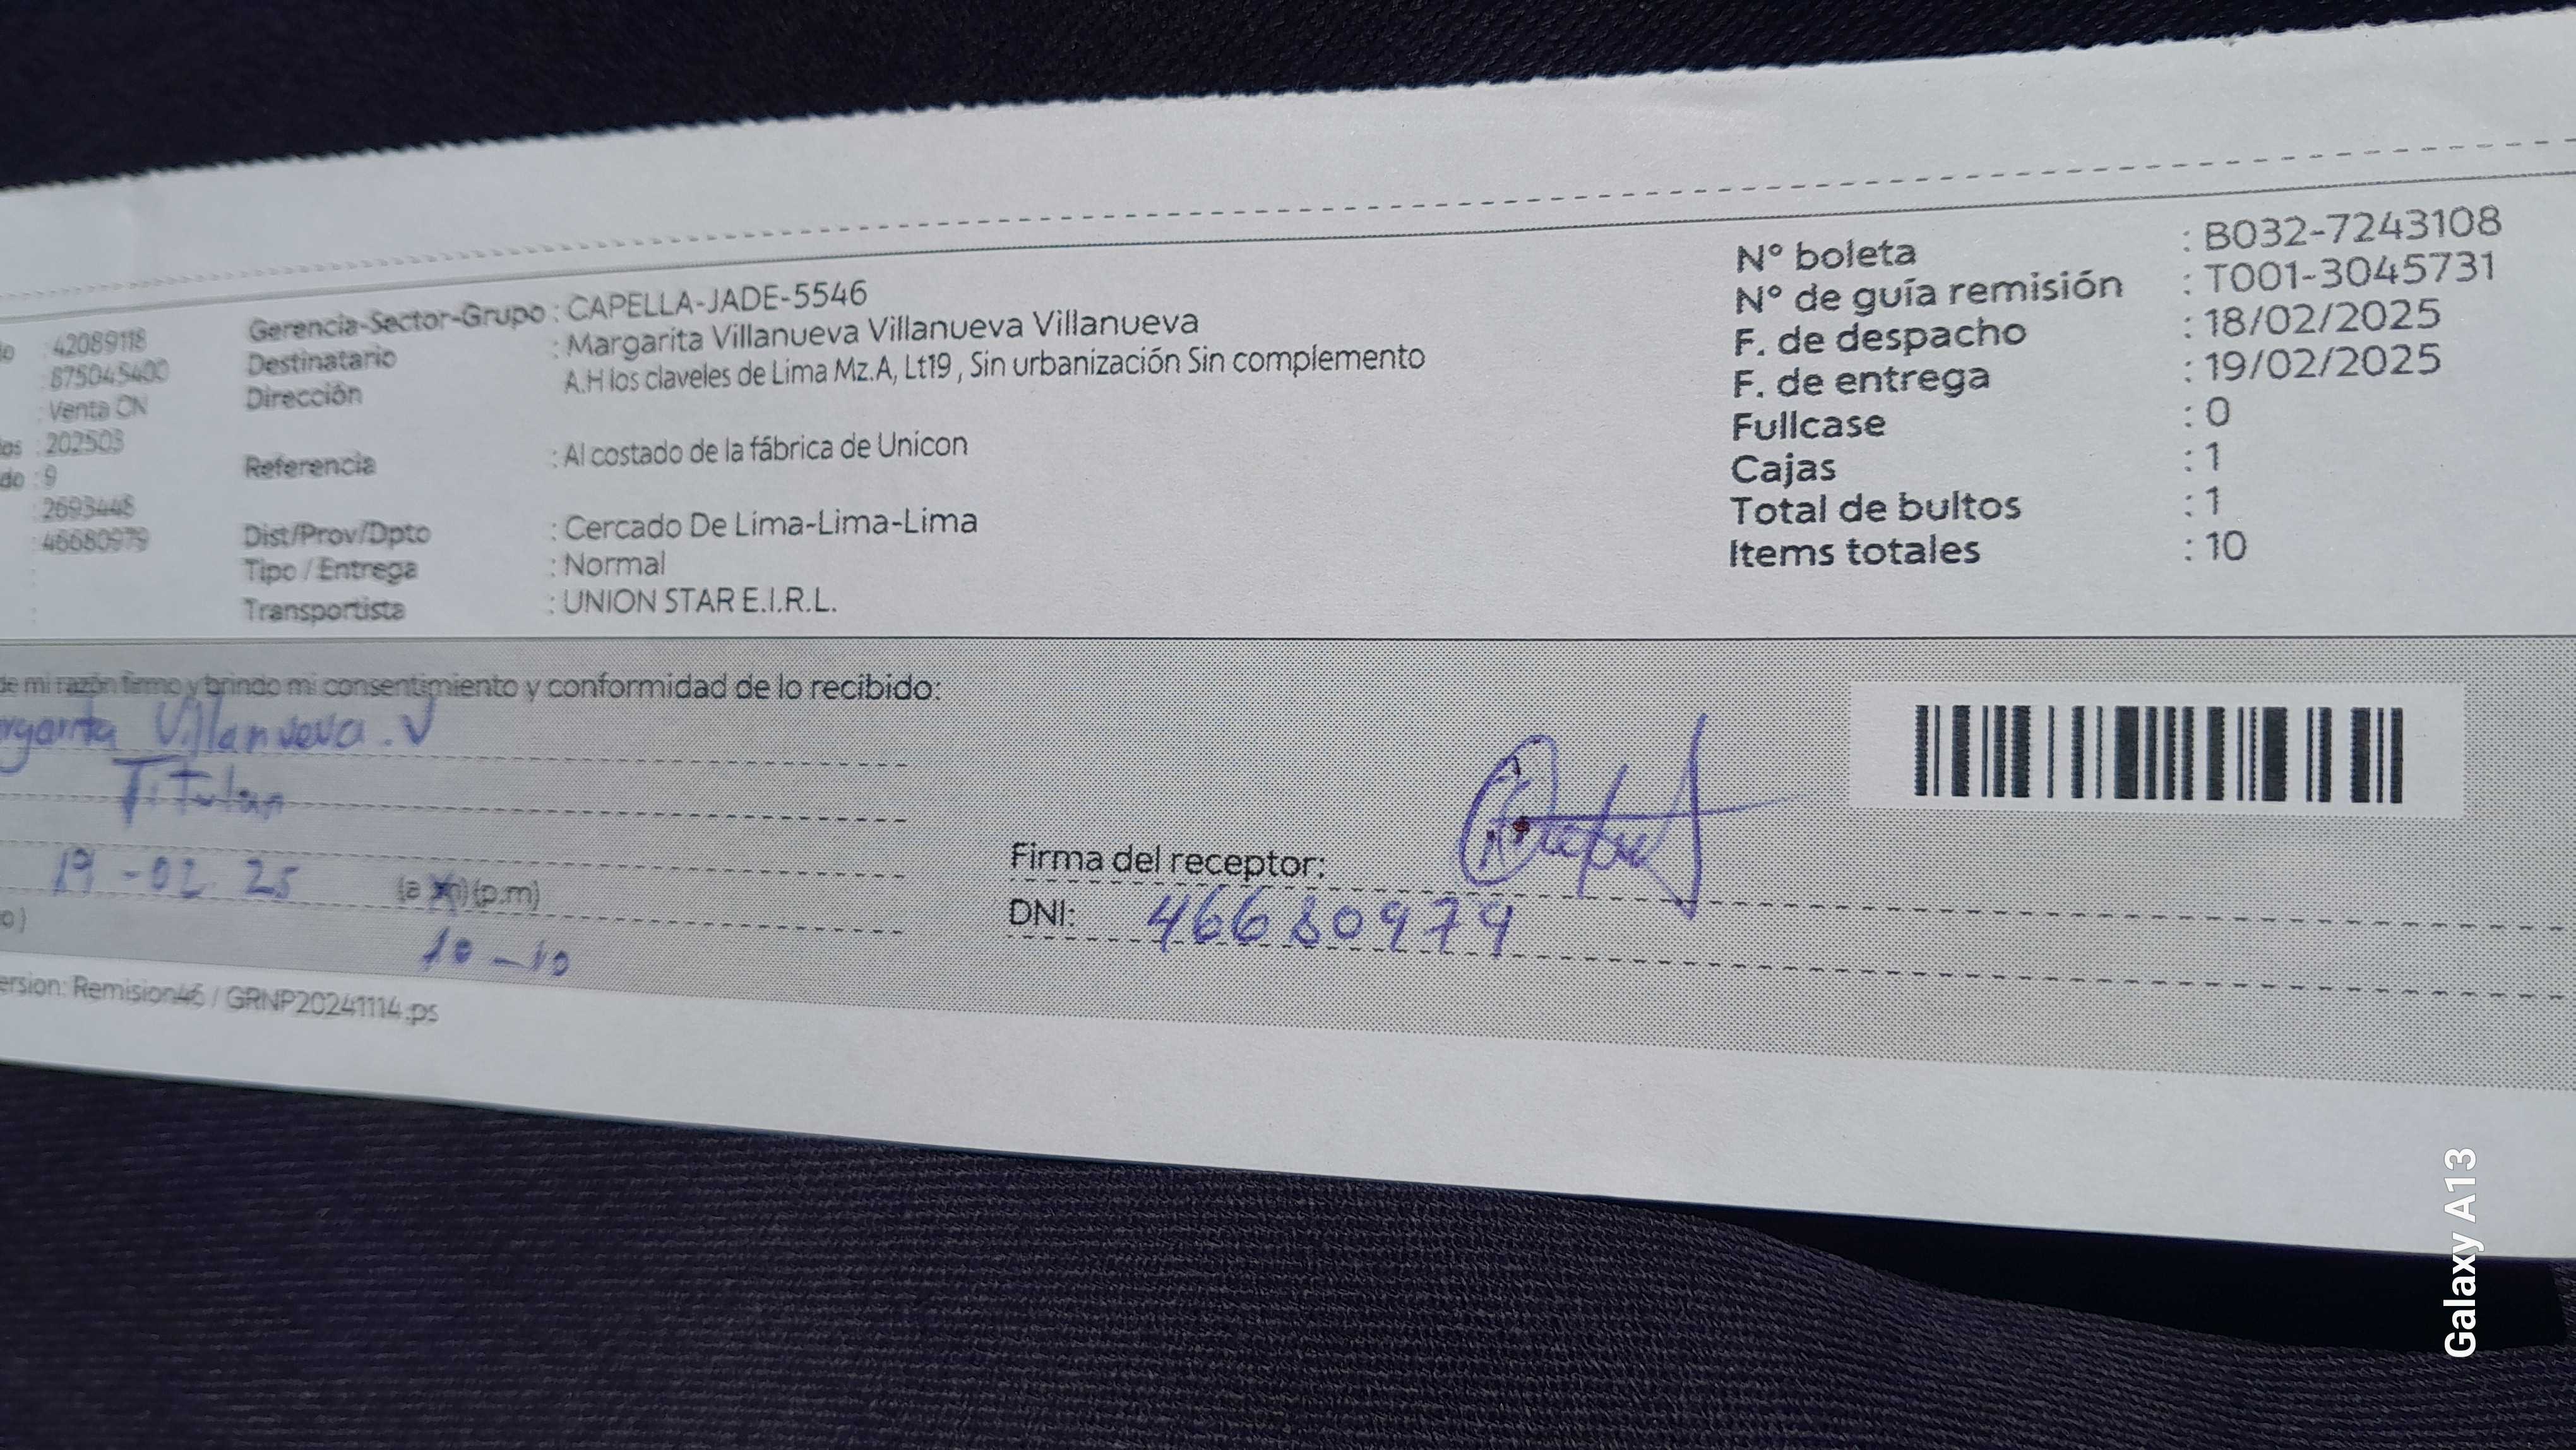 : 42089118
: 875045400
: Venta CN
: 202503
: 9
: 2693448
: 46680979
:
:
Gerencia-Sector-Grupo : CAPELLA-JADE-5546
Destinatario : Margarita Villanueva Villanueva Villanueva
Dirección A.H los claveles de Lima Mz.A, Lt19 , Sin urbanización Sin complemento
Referencia : Al costado de la fábrica de Unicon
Dist/Prov/Dpto : Cercado De Lima-Lima-Lima
Tipo / Entrega : Normal
Transportista : UNION STAR E.I.R.L.
N° boleta : B032-7243108
N° de guía remisión : T001-3045731
F. de despacho : 18/02/2025
F. de entrega : 19/02/2025
Fullcase : 0
Cajas : 1
Total de bultos : 1
Items totales : 10
de mi razón firmo y brindo mi consentimiento y conformidad de lo recibido:
rgarita Villanueva . V
Titular
19 - 02 25 (a m) (p.m)
10 - 10
Firma del receptor:
DNI: 46680979
ersion: Remision46 / GRNP20241114.ps
Galaxy A13